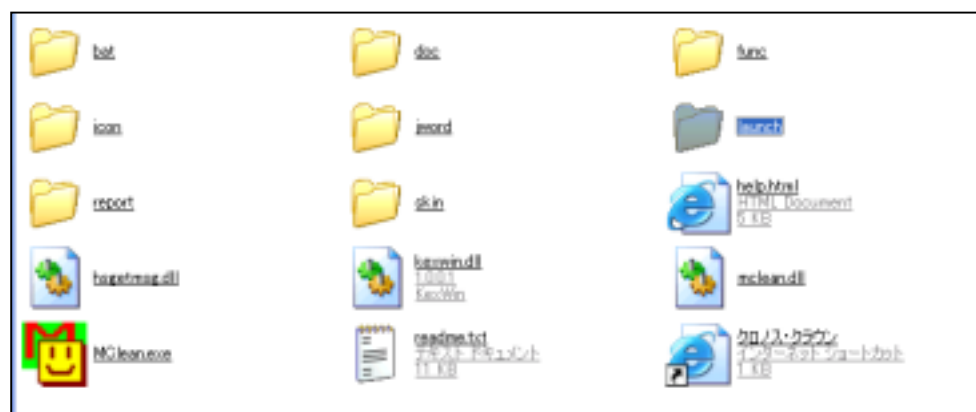 bat
doc
func
icon
jword
launch
report
skin
help.html
HTML Document
5 KB
hsgetmsg.dll
keswin.dll
1.0.0.1
KesWin
mclean.dll
MClean.exe
readme.txt
テキスト ドキュメント
11 KB
クロノス・クラウン
インターネット ショートカット
1 KB